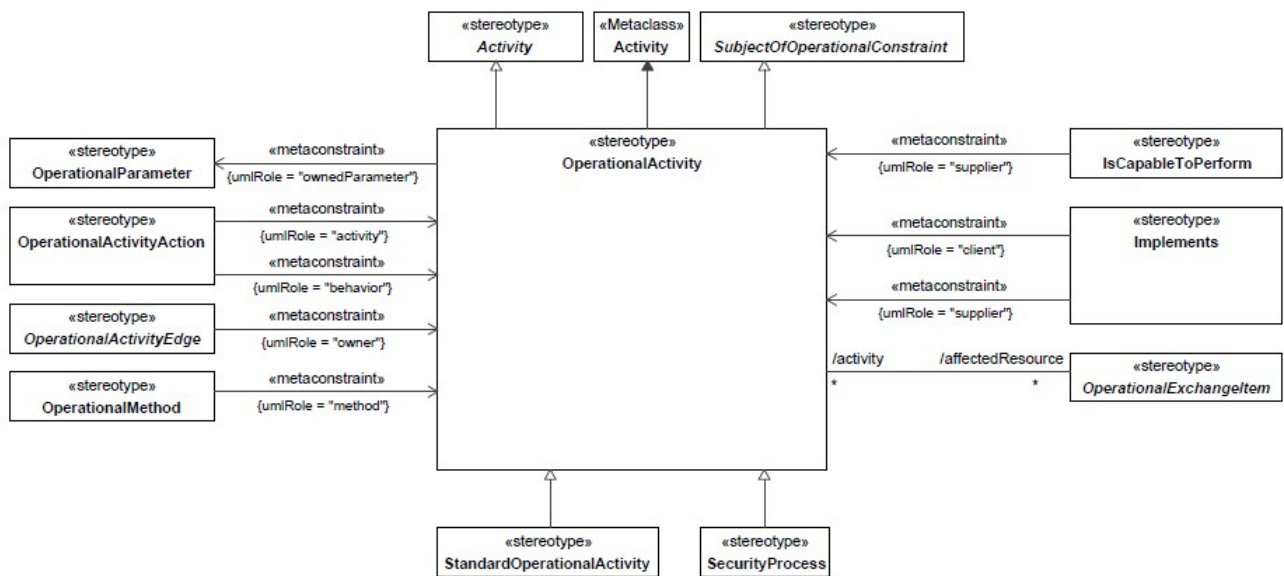 «stereotype»
Activity
«Metaclass»
Activity
«stereotype»
SubjectOfOperationalConstraint
«stereotype»
OperationalActivity
«stereotype»
OperationalParameter
«metaconstraint»
{umlRole = "ownedParameter"}
«stereotype»
OperationalActivityAction
«metaconstraint»
{umlRole = "activity"}
«metaconstraint»
{umlRole = "behavior"}
«stereotype»
OperationalActivityEdge
«metaconstraint»
{umlRole = "owner"}
«stereotype»
OperationalMethod
«metaconstraint»
{umlRole = "method"}
«metaconstraint»
{umlRole = "supplier"}
«stereotype»
IsCapableToPerform
«metaconstraint»
{umlRole = "client"}
«stereotype»
Implements
«metaconstraint»
{umlRole = "supplier"}
/activity
/affectedResource
*
*
«stereotype»
OperationalExchangeItem
«stereotype»
StandardOperationalActivity
«stereotype»
SecurityProcess